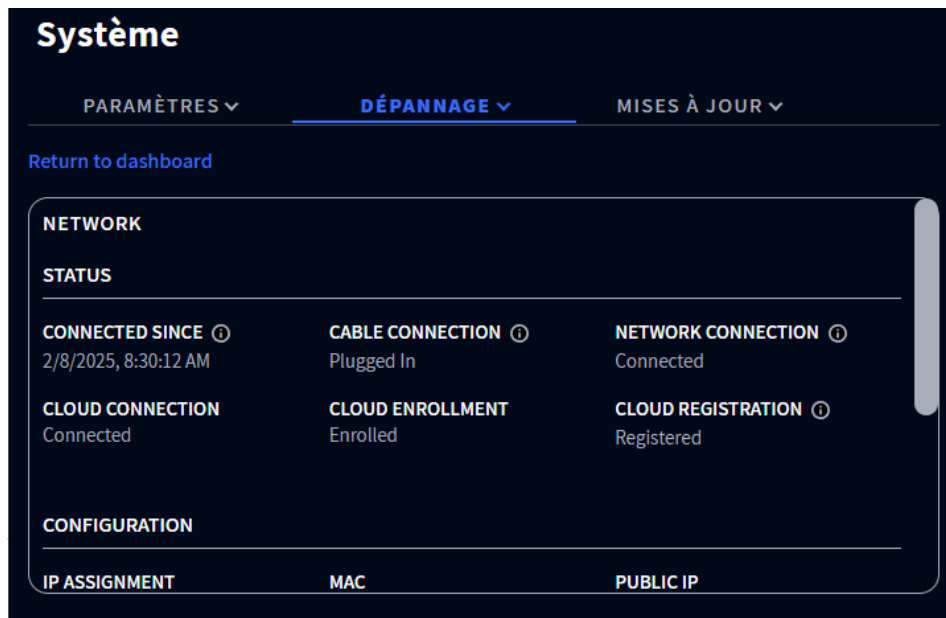 Système
PARAMÈTRES DÉPANNAGE MISES À JOUR
Return to dashboard
NETWORK
STATUS
CONNECTED SINCE CABLE CONNECTION NETWORK CONNECTION
2/8/2025, 8:30:12 AM Plugged In Connected
CLOUD CONNECTION CLOUD ENROLLMENT CLOUD REGISTRATION
Connected Enrolled Registered
CONFIGURATION
IP ASSIGNMENT MAC PUBLIC IP